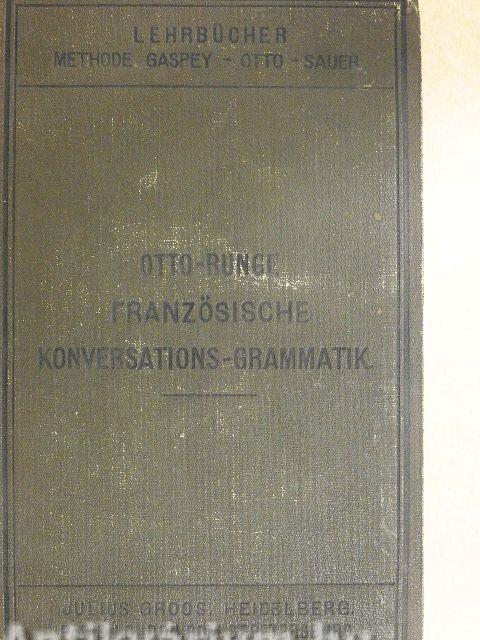 LEHRBÜCHER
METHODE GASPEY - OTTO - SAUER
OTTO-RUNGE
FRANZÖSISCHE
KONVERSATIONS-GRAMMATIK.
JULIUS GROOS, HEIDELBERG.